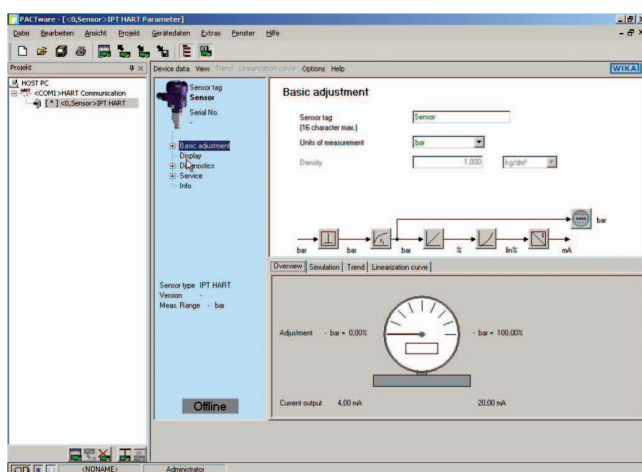 PACTware - [<0,Sensor>IPT HART Parameter]
Datei Bearbeiten Ansicht Projekt Gerätedaten Extras Fenster Hilfe
Projekt
HOST PC
<COM1>HART Communication
[ * ] <0,Sensor>IPT HART
Device data View Trend Linearization curve Options Help
WIKA
Sensor tag
Sensor
Serial No.
-
Basic adjustment
Display
Diagnostics
Service
Info
Sensor type IPT HART
Version -
Meas. Range - bar
Offline
Basic adjustment
Sensor tag Sensor
(16 character max.)
Units of measurement bar
Density 1,000 kg/dm³
bar
bar bar bar % lin% mA
Overview Simulation Trend Linearization curve
Adjustment - bar = 0,00% - bar = 100,00%
Current output 4,00 mA 20,00 mA
<NONAME> Administrator